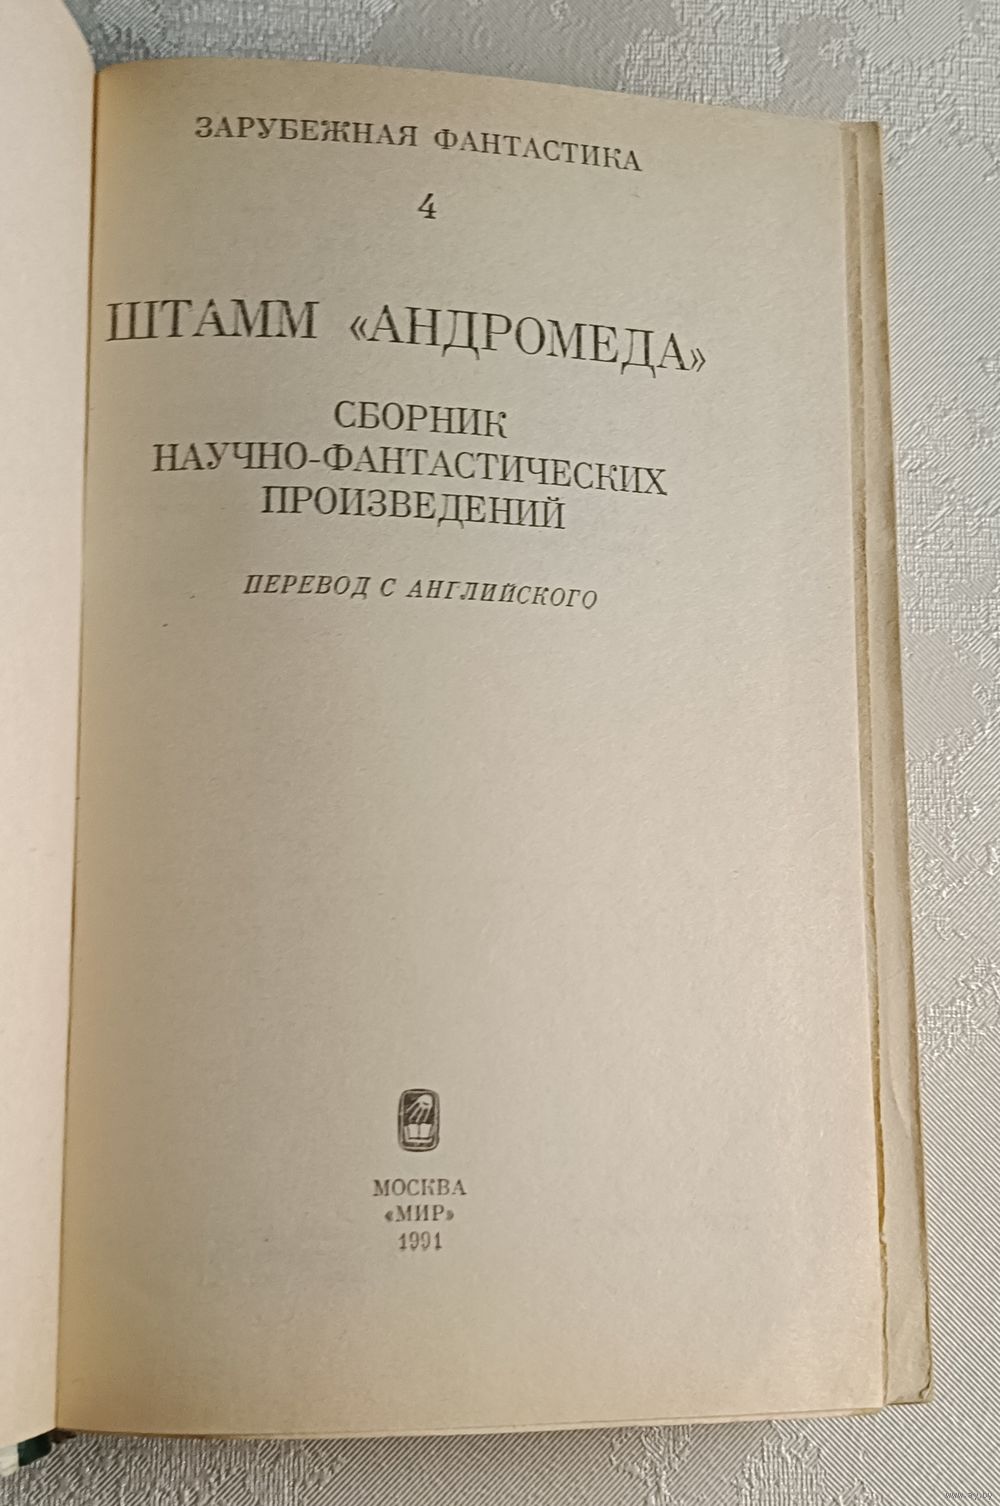 ЗАРУБЕЖНАЯ ФАНТАСТИКА
4
ШТАММ «АНДРОМЕДА»
СБОРНИК
НАУЧНО-ФАНТАСТИЧЕСКИХ
ПРОИЗВЕДЕНИЙ
ПЕРЕВОД С АНГЛИЙСКОГО
МОСКВА
«МИР»
1991